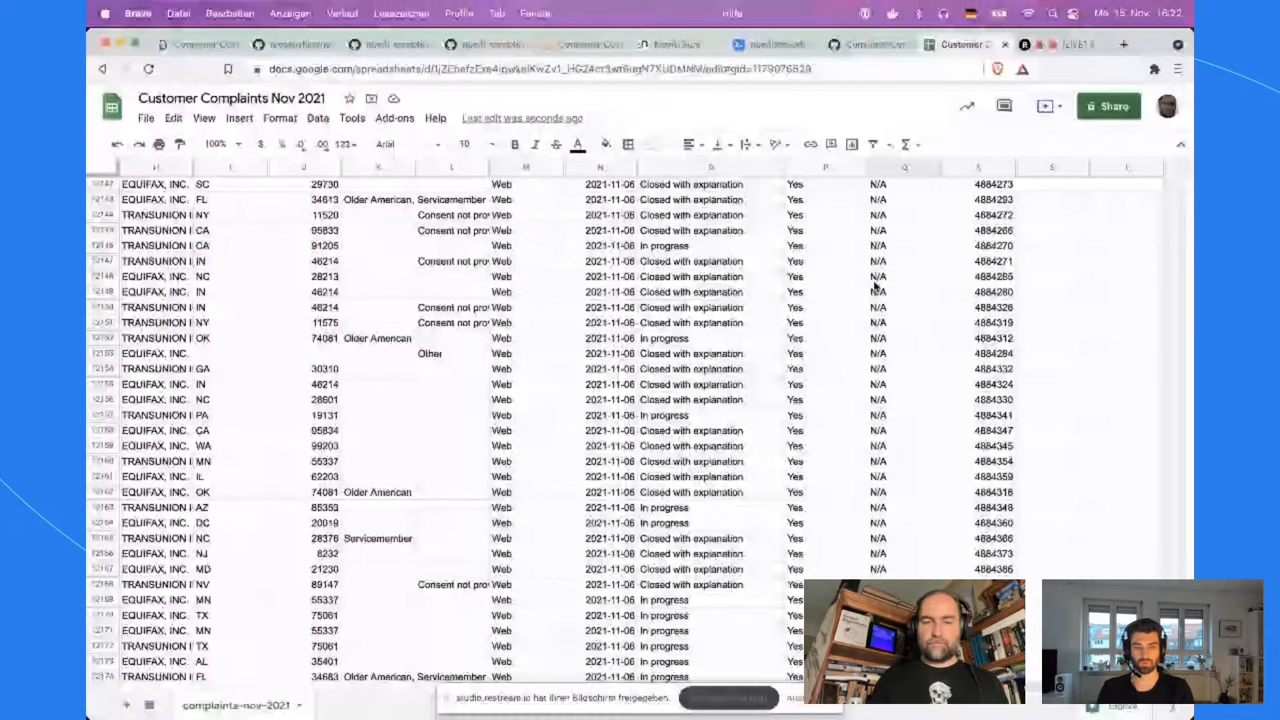 Brave Datei Bearbeiten Anzeigen Verlauf Lesezeichen Profile Tab Fenster Hilfe Mo. 15. Nov. 16:22
Customer
Customer Complaints Nov 2021
File Edit View Insert Format Data Tools Add-ons Help Last edit was seconds ago
Share
100% $ % .0 .00 123 Arial 10 B I S A
EQUIFAX, INC. SC 29730 Web 2021-11-06 Closed with explanation Yes N/A 4884273
EQUIFAX, INC. FL 34613 Older American, Servicemember Web 2021-11-06 Closed with explanation Yes N/A 4884293
TRANSUNION I NY 11520 Consent not pro Web 2021-11-06 Closed with explanation Yes N/A 4884272
TRANSUNION I CA 95833 Consent not pro Web 2021-11-06 Closed with explanation Yes N/A 4884266
TRANSUNION I CA 91205 Web 2021-11-06 In progress Yes N/A 4884270
TRANSUNION I IN 46214 Consent not pro Web 2021-11-06 Closed with explanation Yes N/A 4884271
EQUIFAX, INC. NC 28213 Web 2021-11-06 Closed with explanation Yes N/A 4884285
EQUIFAX, INC. IN 46214 Web 2021-11-06 Closed with explanation Yes N/A 4884280
TRANSUNION I IN 46214 Consent not pro Web 2021-11-06 Closed with explanation Yes N/A 4884326
TRANSUNION I NY 11575 Consent not pro Web 2021-11-06 Closed with explanation Yes N/A 4884319
TRANSUNION I OK 74081 Older American Web 2021-11-06 In progress Yes N/A 4884312
EQUIFAX, INC. Other Web 2021-11-06 Closed with explanation Yes N/A 4884284
TRANSUNION I GA 30310 Web 2021-11-06 Closed with explanation Yes N/A 4884332
EQUIFAX, INC. IN 46214 Web 2021-11-06 Closed with explanation Yes N/A 4884324
EQUIFAX, INC. NC 28601 Web 2021-11-06 Closed with explanation Yes N/A 4884330
TRANSUNION I PA 19131 Web 2021-11-06 In progress Yes N/A 4884341
EQUIFAX, INC. CA 95834 Web 2021-11-06 Closed with explanation Yes N/A 4884347
EQUIFAX, INC. WA 99203 Web 2021-11-06 Closed with explanation Yes N/A 4884345
TRANSUNION I MN 55337 Web 2021-11-06 Closed with explanation Yes N/A 4884354
EQUIFAX, INC. IL 62203 Web 2021-11-06 Closed with explanation Yes N/A 4884359
EQUIFAX, INC. OK 74081 Older American Web 2021-11-06 Closed with explanation Yes N/A 4884316
TRANSUNION I AZ 85353 Web 2021-11-06 In progress Yes N/A 4884348
EQUIFAX, INC. DC 20019 Web 2021-11-06 In progress Yes N/A 4884360
TRANSUNION I NC 28376 Servicemember Web 2021-11-06 Closed with explanation Yes N/A 4884366
EQUIFAX, INC. NJ 8232 Web 2021-11-06 Closed with explanation Yes N/A 4884373
EQUIFAX, INC. MD 21230 Web 2021-11-06 Closed with explanation Yes N/A 4884365
TRANSUNION I NV 89147 Consent not pro Web 2021-11-06 Closed with explanation Yes
EQUIFAX, INC. MN 55337 Web 2021-11-06 In progress Yes
TRANSUNION I TX 75061 Web 2021-11-06 In progress Yes
EQUIFAX, INC. MN 55337 Web 2021-11-06 In progress Yes
TRANSUNION I TX 75061 Web 2021-11-06 In progress Yes
EQUIFAX, INC. AL 35401 Web 2021-11-06 In progress Yes
TRANSUNION I FL 34683 Older American, Servicemember Web 2021-11-06 Closed with explanation Yes
complaints-nov-2021
studio.restream.io hat Ihren Bildschirm freigegeben.